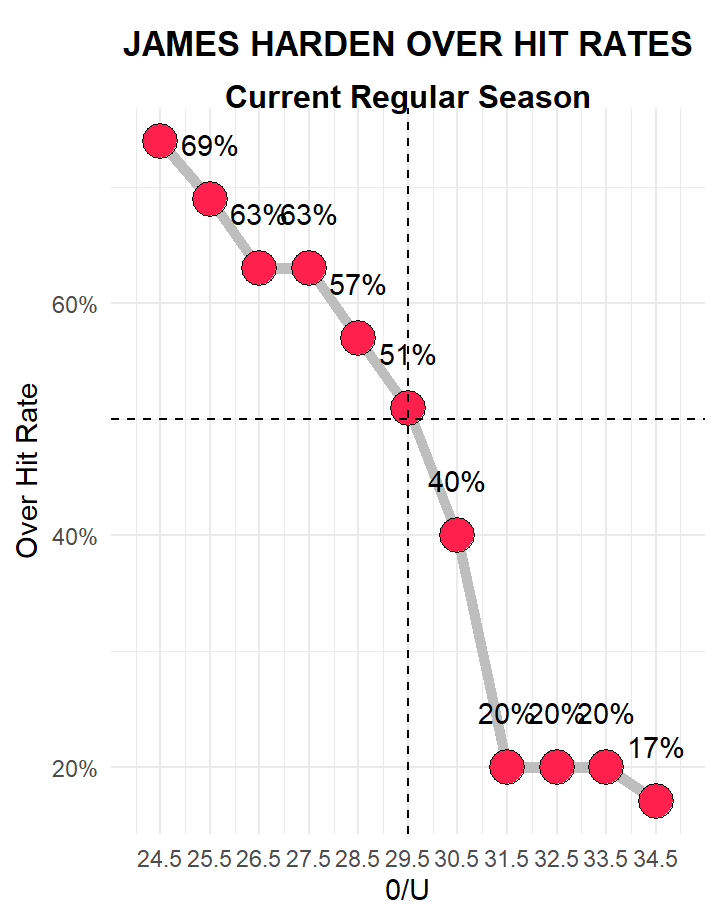 JAMES HARDEN OVER HIT RATES
Current Regular Season
69%
63%
63%
57%
51%
40%
20%
20%
20%
17%
60%
40%
20%
Over Hit Rate
24.5 25.5 26.5 27.5 28.5 29.5 30.5 31.5 32.5 33.5 34.5
0/U